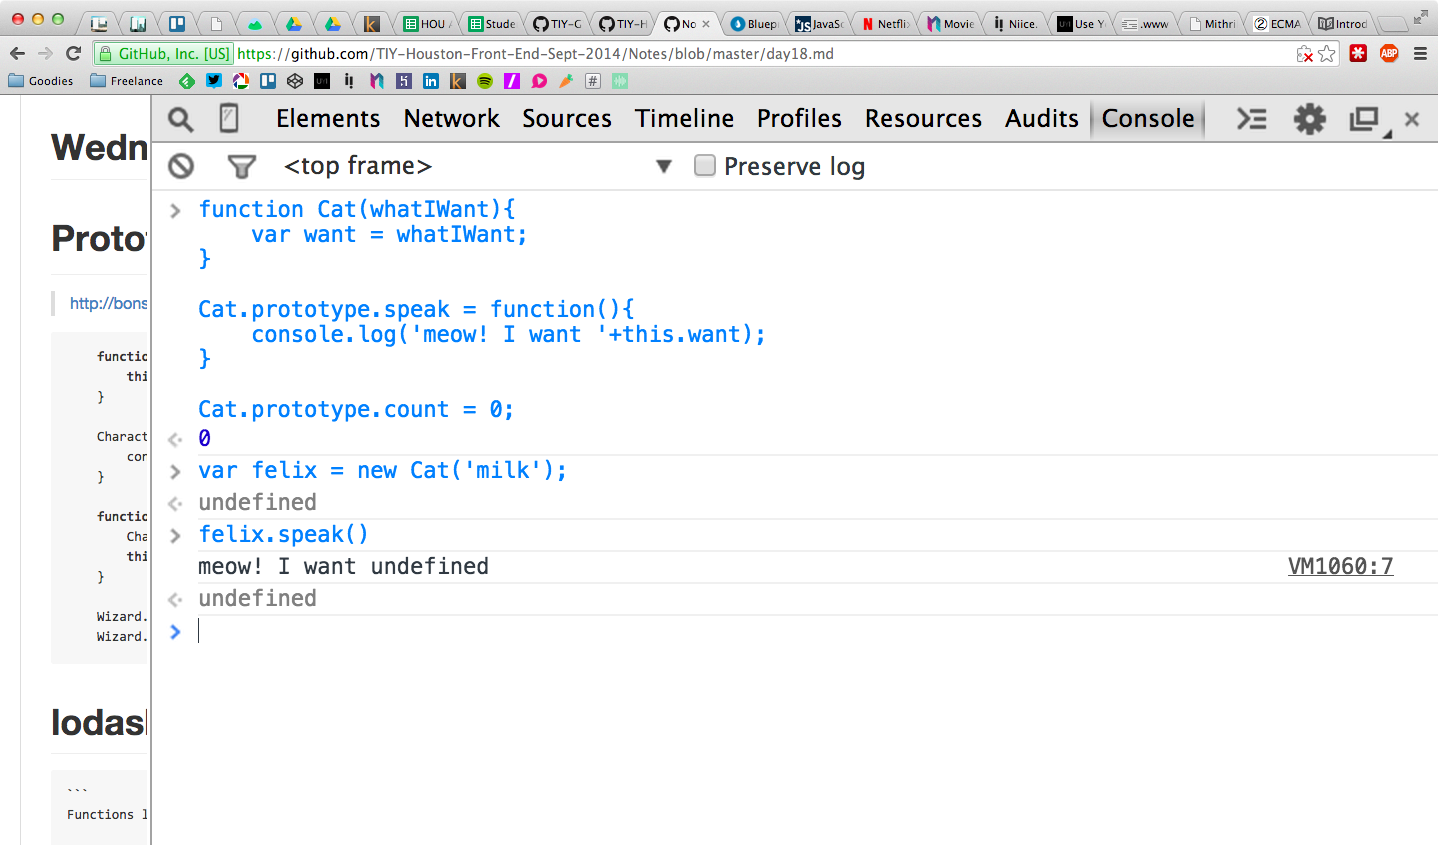 HOU
Stude
TIY-G
TIY-H
No
Bluep
JavaSc
Netflix
Movie
Niice.
Use Y
.www
Mithri
ECMA
Introd
GitHub, Inc. [US] https://github.com/TIY-Houston-Front-End-Sept-2014/Notes/blob/master/day18.md
ABP
Goodies
Freelance
Elements Network Sources Timeline Profiles Resources Audits Console
<top frame> Preserve log
Wedn
Proto
http://bons
functio
thi
}
Charact
con
}
functio
Cha
thi
}
Wizard.
Wizard.
lodas
```
Functions
function Cat(whatIWant){
    var want = whatIWant;
}
Cat.prototype.speak = function(){
    console.log('meow! I want '+this.want);
}
Cat.prototype.count = 0;
0
var felix = new Cat('milk');
undefined
felix.speak()
meow! I want undefined VM1060:7
undefined